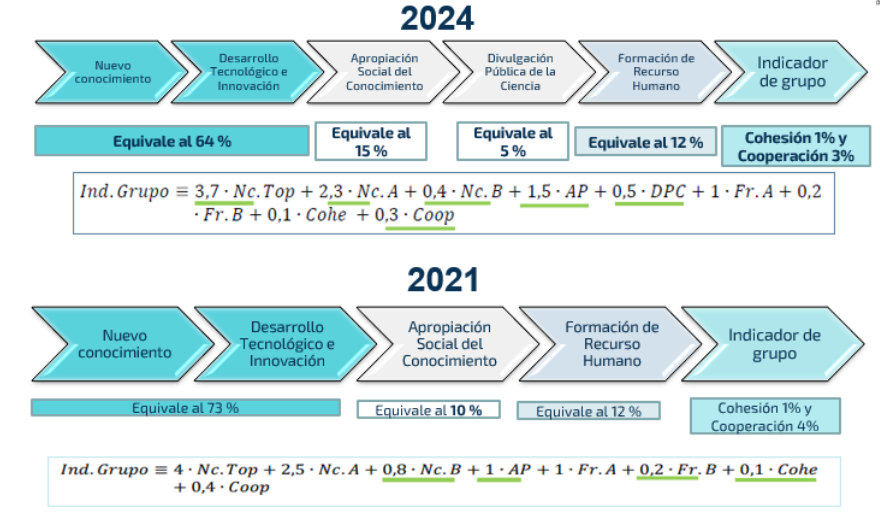 2024
Nuevo
conocimiento
Desarrollo
Tecnológico e
Innovación
Apropiación
Social del
Conocimiento
Divulgación
Pública de la
Ciencia
Formación de
Recurso
Humano
Indicador
de grupo
Equivale al 64 %
Equivale al
15 %
Equivale al
5 %
Equivale al 12 %
Cohesión 1% y
Cooperación 3%
Ind. Grupo ≡ 3,7 · Nc. Top + 2,3 · Nc. A + 0,4 · Nc. B + 1,5 · AP + 0,5 · DPC + 1 · Fr. A + 0,2
· Fr. B + 0,1 · Cohe + 0,3 · Coop
2021
Nuevo
conocimiento
Desarrollo
Tecnológico e
Innovación
Apropiación
Social del
Conocimiento
Formación de
Recurso
Humano
Indicador de
grupo
Equivale al 73 %
Equivale al 10 %
Equivale al 12 %
Cohesión 1% y
Cooperación 4%
Ind. Grupo ≡ 4 · Nc. Top + 2,5 · Nc. A + 0,8 · Nc. B + 1 · AP + 1 · Fr. A + 0,2 · Fr. B + 0,1 · Cohe
+ 0,4 · Coop